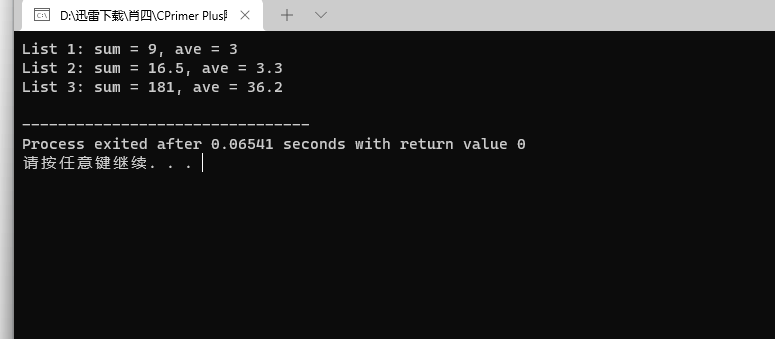 D:\迅雷下载\肖四\CPrimer Plus
List 1: sum = 9, ave = 3
List 2: sum = 16.5, ave = 3.3
List 3: sum = 181, ave = 36.2
--------------------------------
Process exited after 0.06541 seconds with return value 0
请按任意键继续. . .